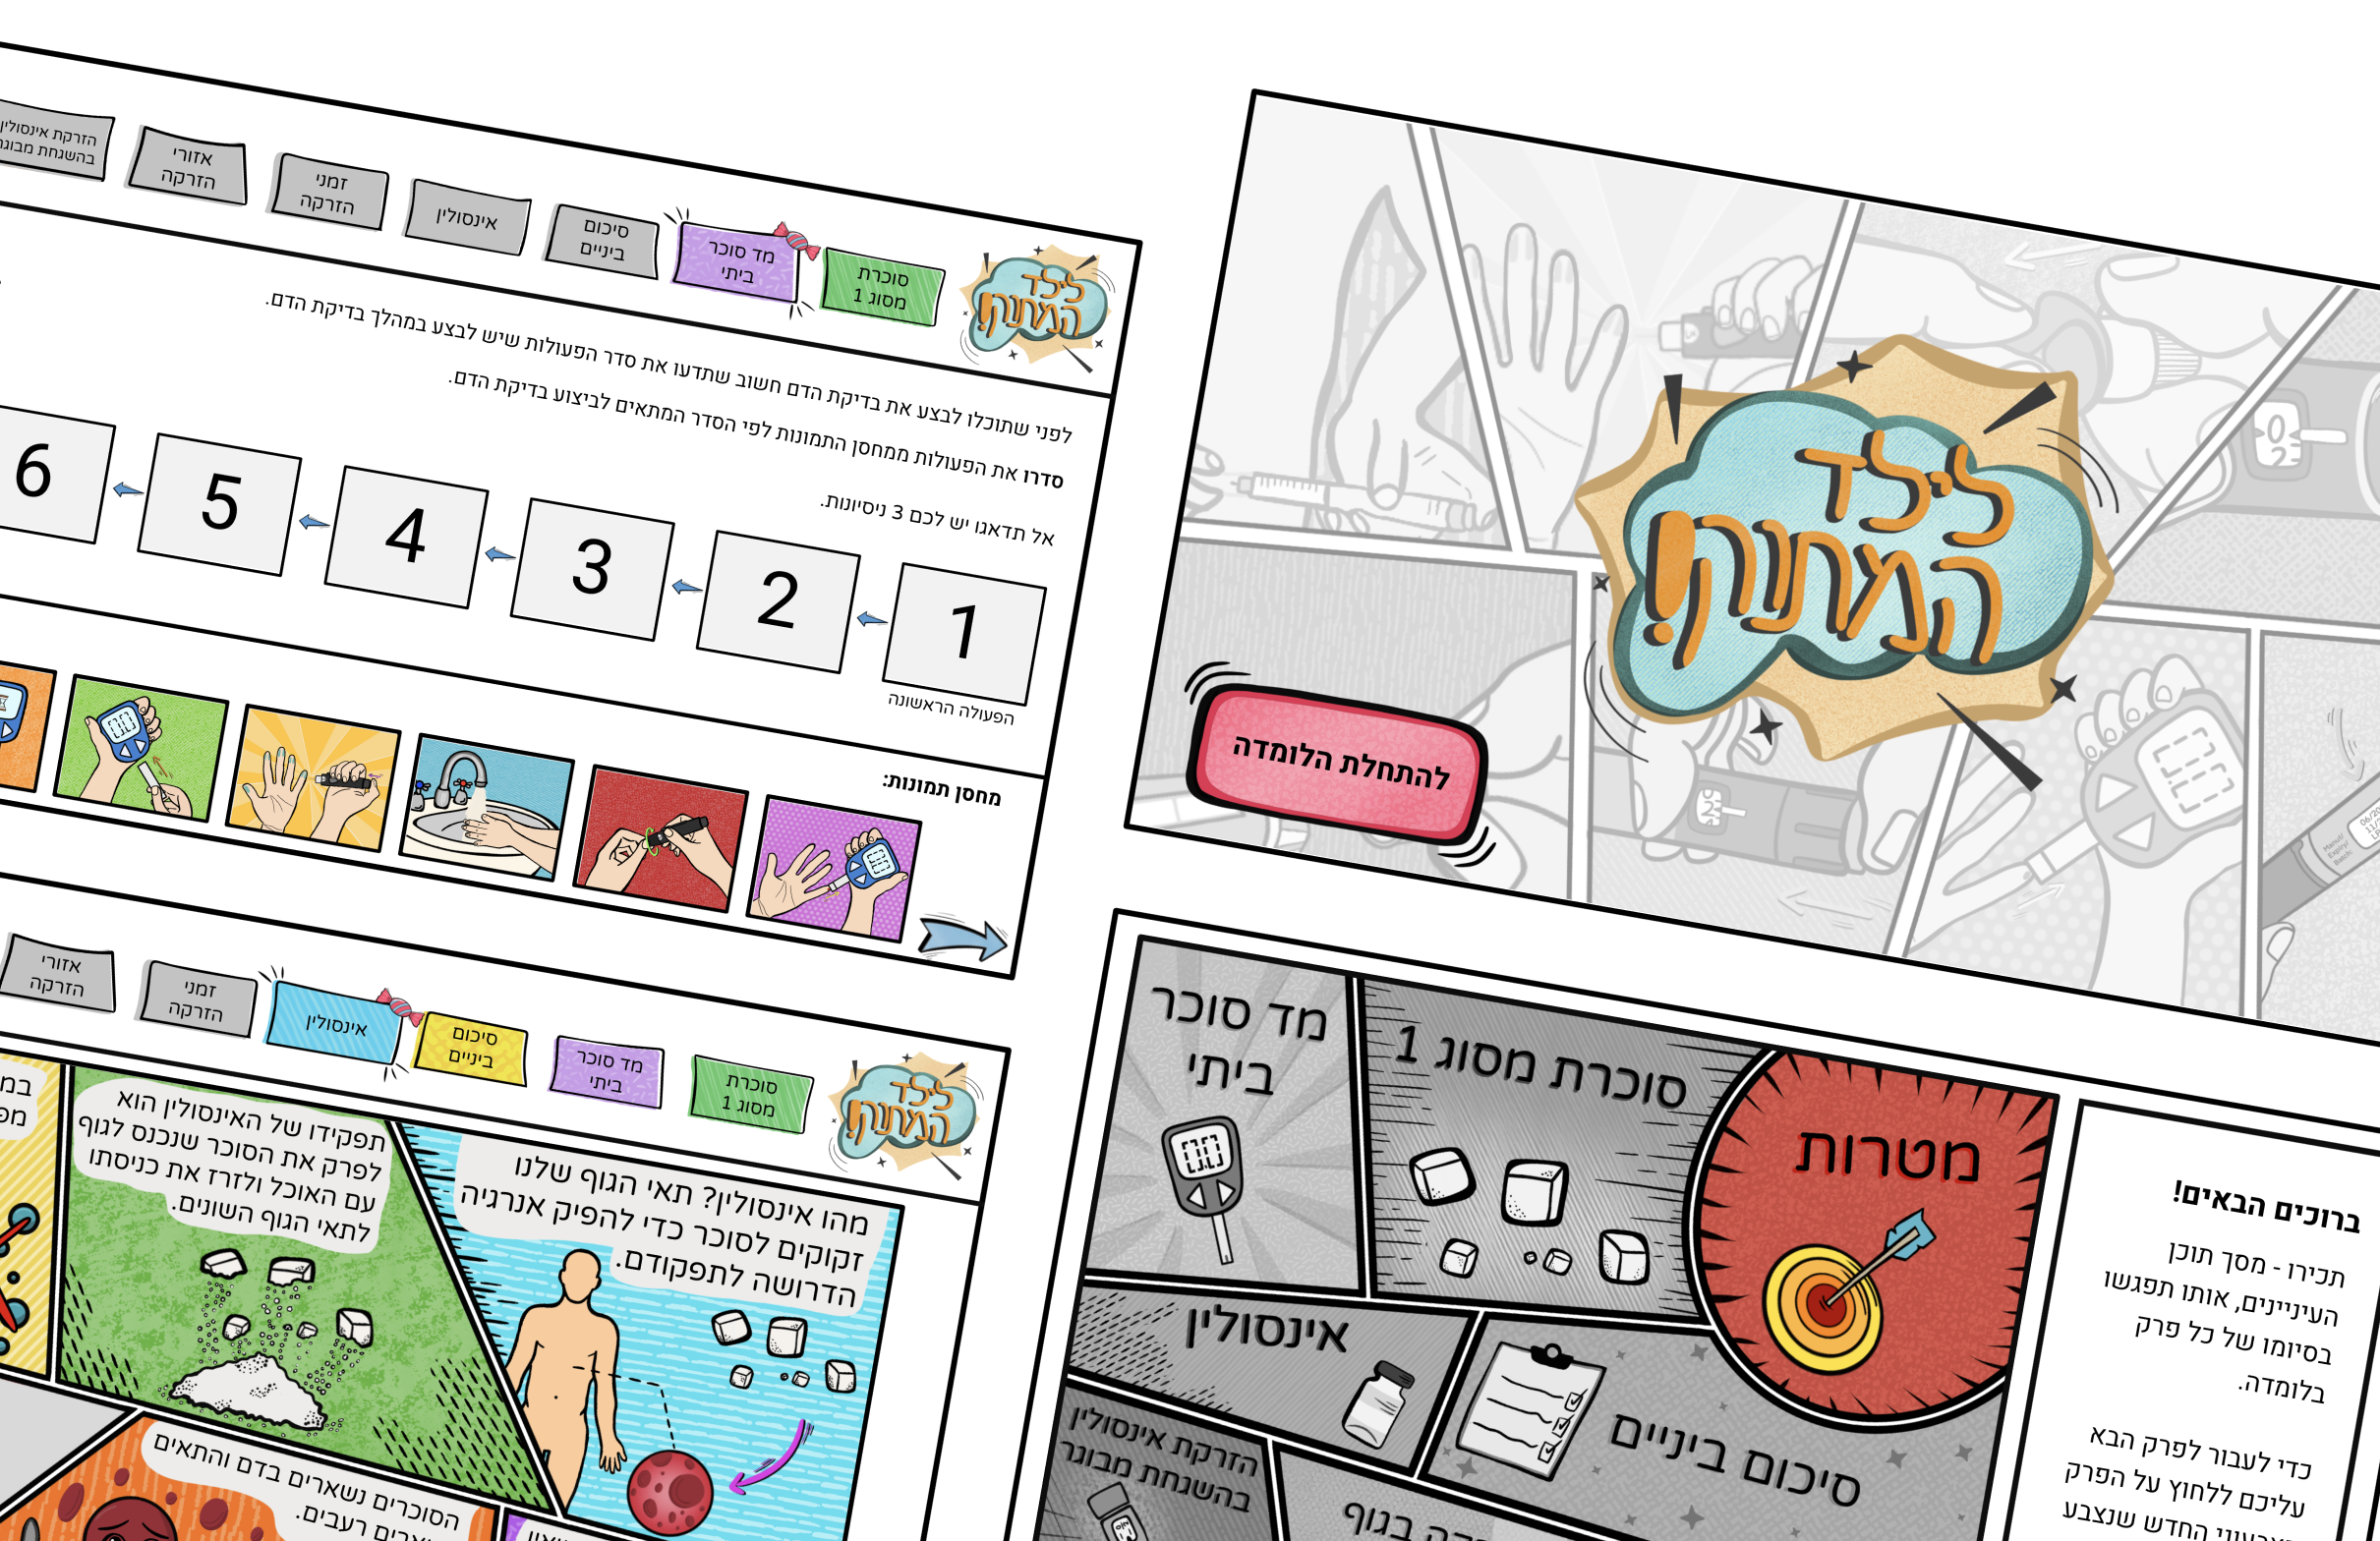 לילד
המתוק!
להתחלת הלומדה
לילד
המתוק!
סוכרת
מסוג 1
מד סוכר
ביתי
סיכום
ביניים
אינסולין
זמני
הזרקה
אזורי
הזרקה
הזרקת אינסולין
בהשגחת
לפני שתוכלו לבצע את בדיקת הדם חשוב שתדעו את סדר הפעולות שיש לבצע במהלך בדיקת הדם.
סדרו את הפעולות ממחסן התמונות לפי הסדר המתאים לביצוע בדיקת הדם.
אל תדאגו יש לכם 3 ניסיונות.
1
2
3
4
5
6
הפעולה הראשונה
מחסן תמונות:
ברוכים הבאים!
תכירו - מסך תוכן
העיניינים, אותו תפגשו
בסיומו של כל פרק
בלומדה.
כדי לעבור לפרק הבא
עליכם ללחוץ על הפרק
החדש שנצבע
מטרות
סוכרת מסוג 1
מד סוכר
ביתי
סיכום ביניים
אינסולין
הזרקת אינסולין
בהשגחת מבוגר
בגוף
לילד
המתוק!
סוכרת
מסוג 1
מד סוכר
ביתי
סיכום
ביניים
אינסולין
זמני
הזרקה
אזורי
הזרקה
מהו אינסולין? תאי הגוף שלנו
זקוקים לסוכר כדי להפיק אנרגיה
הדרושה לתפקודם.
תפקידו של האינסולין הוא
לפרק את הסוכר שנכנס לגוף
עם האוכל ולזרז את כניסתו
לתאי הגוף השונים.
הסוכרים נשארים בדם והתאים
רעבים.